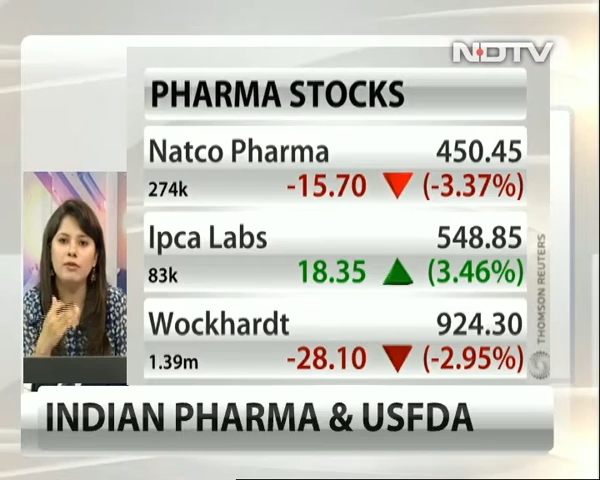 NDTV
PHARMA STOCKS
Natco Pharma 450.45
274k -15.70 ▼ (-3.37%)
Ipca Labs 548.85
83k 18.35 ▲ (3.46%)
Wockhardt 924.30
1.39m -28.10 ▼ (-2.95%)
THOMSON REUTERS
INDIAN PHARMA & USFDA